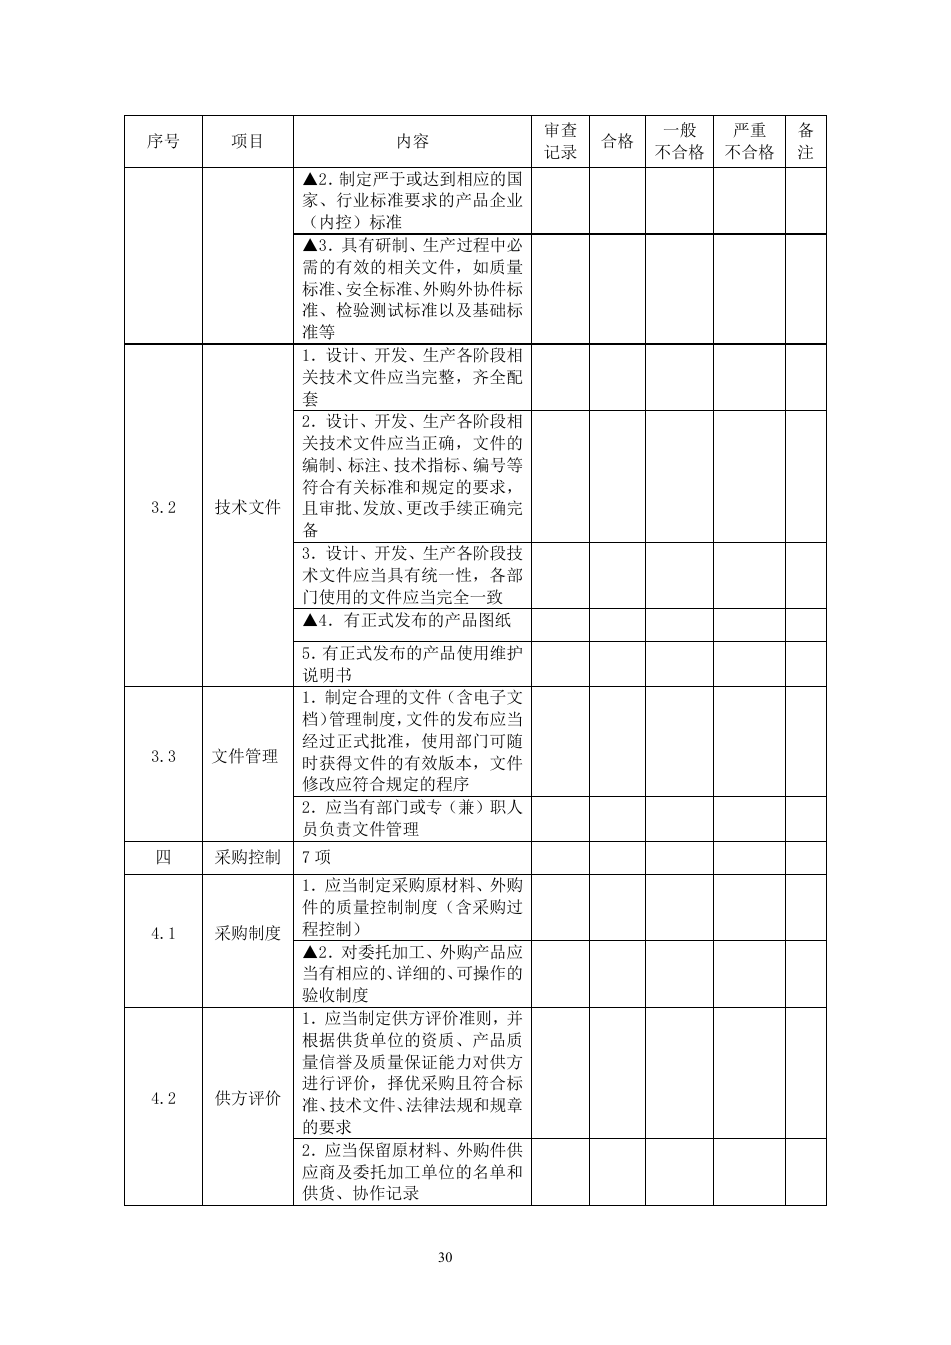 序号 项目 内容 审查 合格 一般 严重 备
记录 不合格 不合格 注
▲2. 制定严于或达到相应的国
家、行业标准要求的产品企业
（内控）标准
▲3. 具有研制、生产过程中必
需的有效的相关文件，如质量
标准、安全标准、外购外协件标
准、检验测试标准以及基础标
准等
3.2 技术文件
1. 设计、开发、生产各阶段相
关技术文件应当完整，齐全配
套
2. 设计、开发、生产各阶段相
关技术文件应当正确，文件的
编制、标注、技术指标、编号等
符合有关标准和规定的要求，
且审批、发放、更改手续正确完
备
3. 设计、开发、生产各阶段技
术文件应当具有统一性，各部
门使用的文件应当完全一致
▲4. 有正式发布的产品图纸
5. 有正式发布的产品使用维护
说明书
3.3 文件管理
1. 制定合理的文件（含电子文
档）管理制度，文件的发布应当
经过正式批准，使用部门可随
时获得文件的有效版本，文件
修改应符合规定的程序
2. 应当有部门或专（兼）职人
员负责文件管理
四 采购控制 7 项
4.1 采购制度
1. 应当制定采购原材料、外购
件的质量控制制度（含采购过
程控制）
▲2. 对委托加工、外购产品应
当有相应的、详细的、可操作的
验收制度
4.2 供方评价
1. 应当制定供方评价准则，并
根据供货单位的资质、产品质
量信誉及质量保证能力对供方
进行评价，择优采购且符合标
准、技术文件、法律法规和规章
的要求
2. 应当保留原材料、外购件供
应商及委托加工单位的名单和
供货、协作记录
30